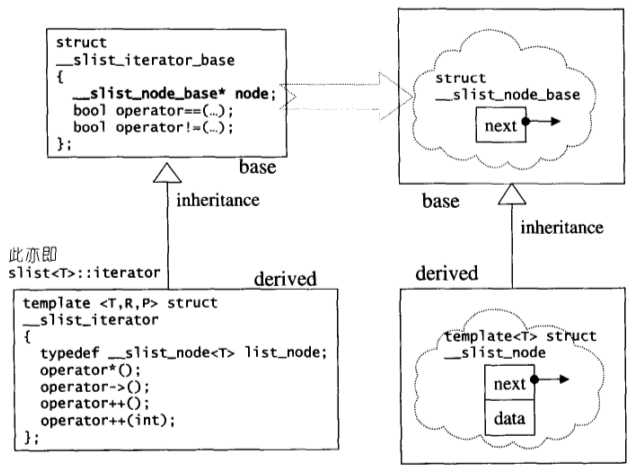 struct
__slist_iterator_base
{
__slist_node_base* node;
bool operator==(…);
bool operator!=(…);
};
base
inheritance
此亦即
slist<T>::iterator
derived
template <T,R,P> struct
__slist_iterator
{
typedef __slist_node<T> list_node;
operator*();
operator->();
operator++();
operator++(int);
};
struct
__slist_node_base
next
base
inheritance
derived
template<T> struct
__slist_node
next
data